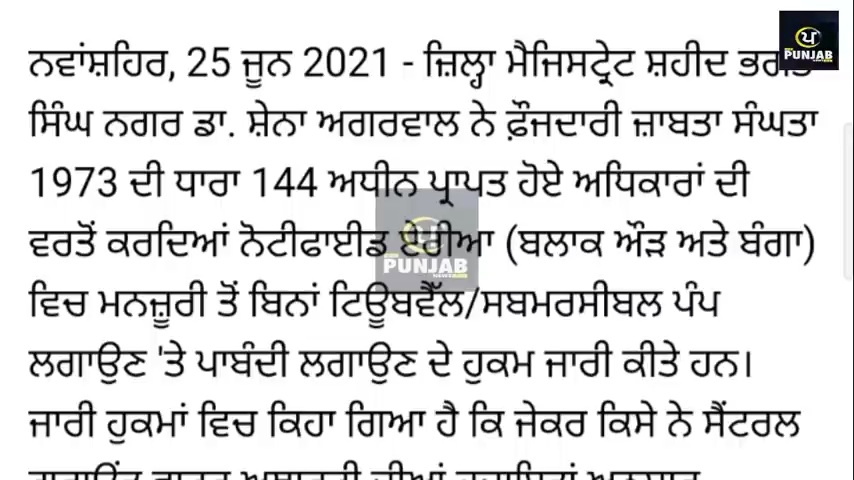 ਪ
PUNJAB
ਨਵਾਂਸ਼ਹਿਰ, 25 ਜੂਨ 2021 - ਜ਼ਿਲ੍ਹਾ ਮੈਜਿਸਟ੍ਰੇਟ ਸ਼ਹੀਦ ਭਗਤ
ਸਿੰਘ ਨਗਰ ਡਾ. ਸ਼ੇਨਾ ਅਗਰਵਾਲ ਨੇ ਫ਼ੌਜਦਾਰੀ ਜ਼ਾਬਤਾ ਸੰਘਤਾ
1973 ਦੀ ਧਾਰਾ 144 ਅਧੀਨ ਪ੍ਰਾਪਤ ਹੋਏ ਅਧਿਕਾਰਾਂ ਦੀ
ਵਰਤੋਂ ਕਰਦਿਆਂ ਨੋਟੀਫਾਈਡ ਏਰੀਆ (ਬਲਾਕ ਔੜ ਅਤੇ ਬੰਗਾ)
ਪ
PUNJAB
ਵਿਚ ਮਨਜ਼ੂਰੀ ਤੋਂ ਬਿਨਾਂ ਟਿਊਬਵੈੱਲ/ਸਬਮਰਸੀਬਲ ਪੰਪ
ਲਗਾਉਣ 'ਤੇ ਪਾਬੰਦੀ ਲਗਾਉਣ ਦੇ ਹੁਕਮ ਜਾਰੀ ਕੀਤੇ ਹਨ।
ਜਾਰੀ ਹੁਕਮਾਂ ਵਿਚ ਕਿਹਾ ਗਿਆ ਹੈ ਕਿ ਜੇਕਰ ਕਿਸੇ ਨੇ ਸੈਂਟਰਲ